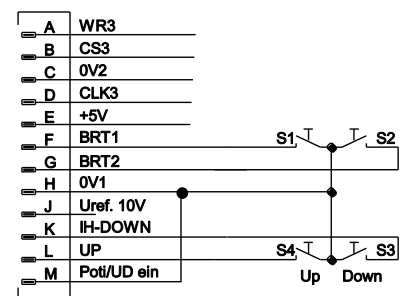 A WR3
B CS3
C 0V2
D CLK3
E +5V
F BRT1 S1 S2
G BRT2
H 0V1
J Uref. 10V
K IH-DOWN
L UP S4 S3
M Poti/UD ein Up Down